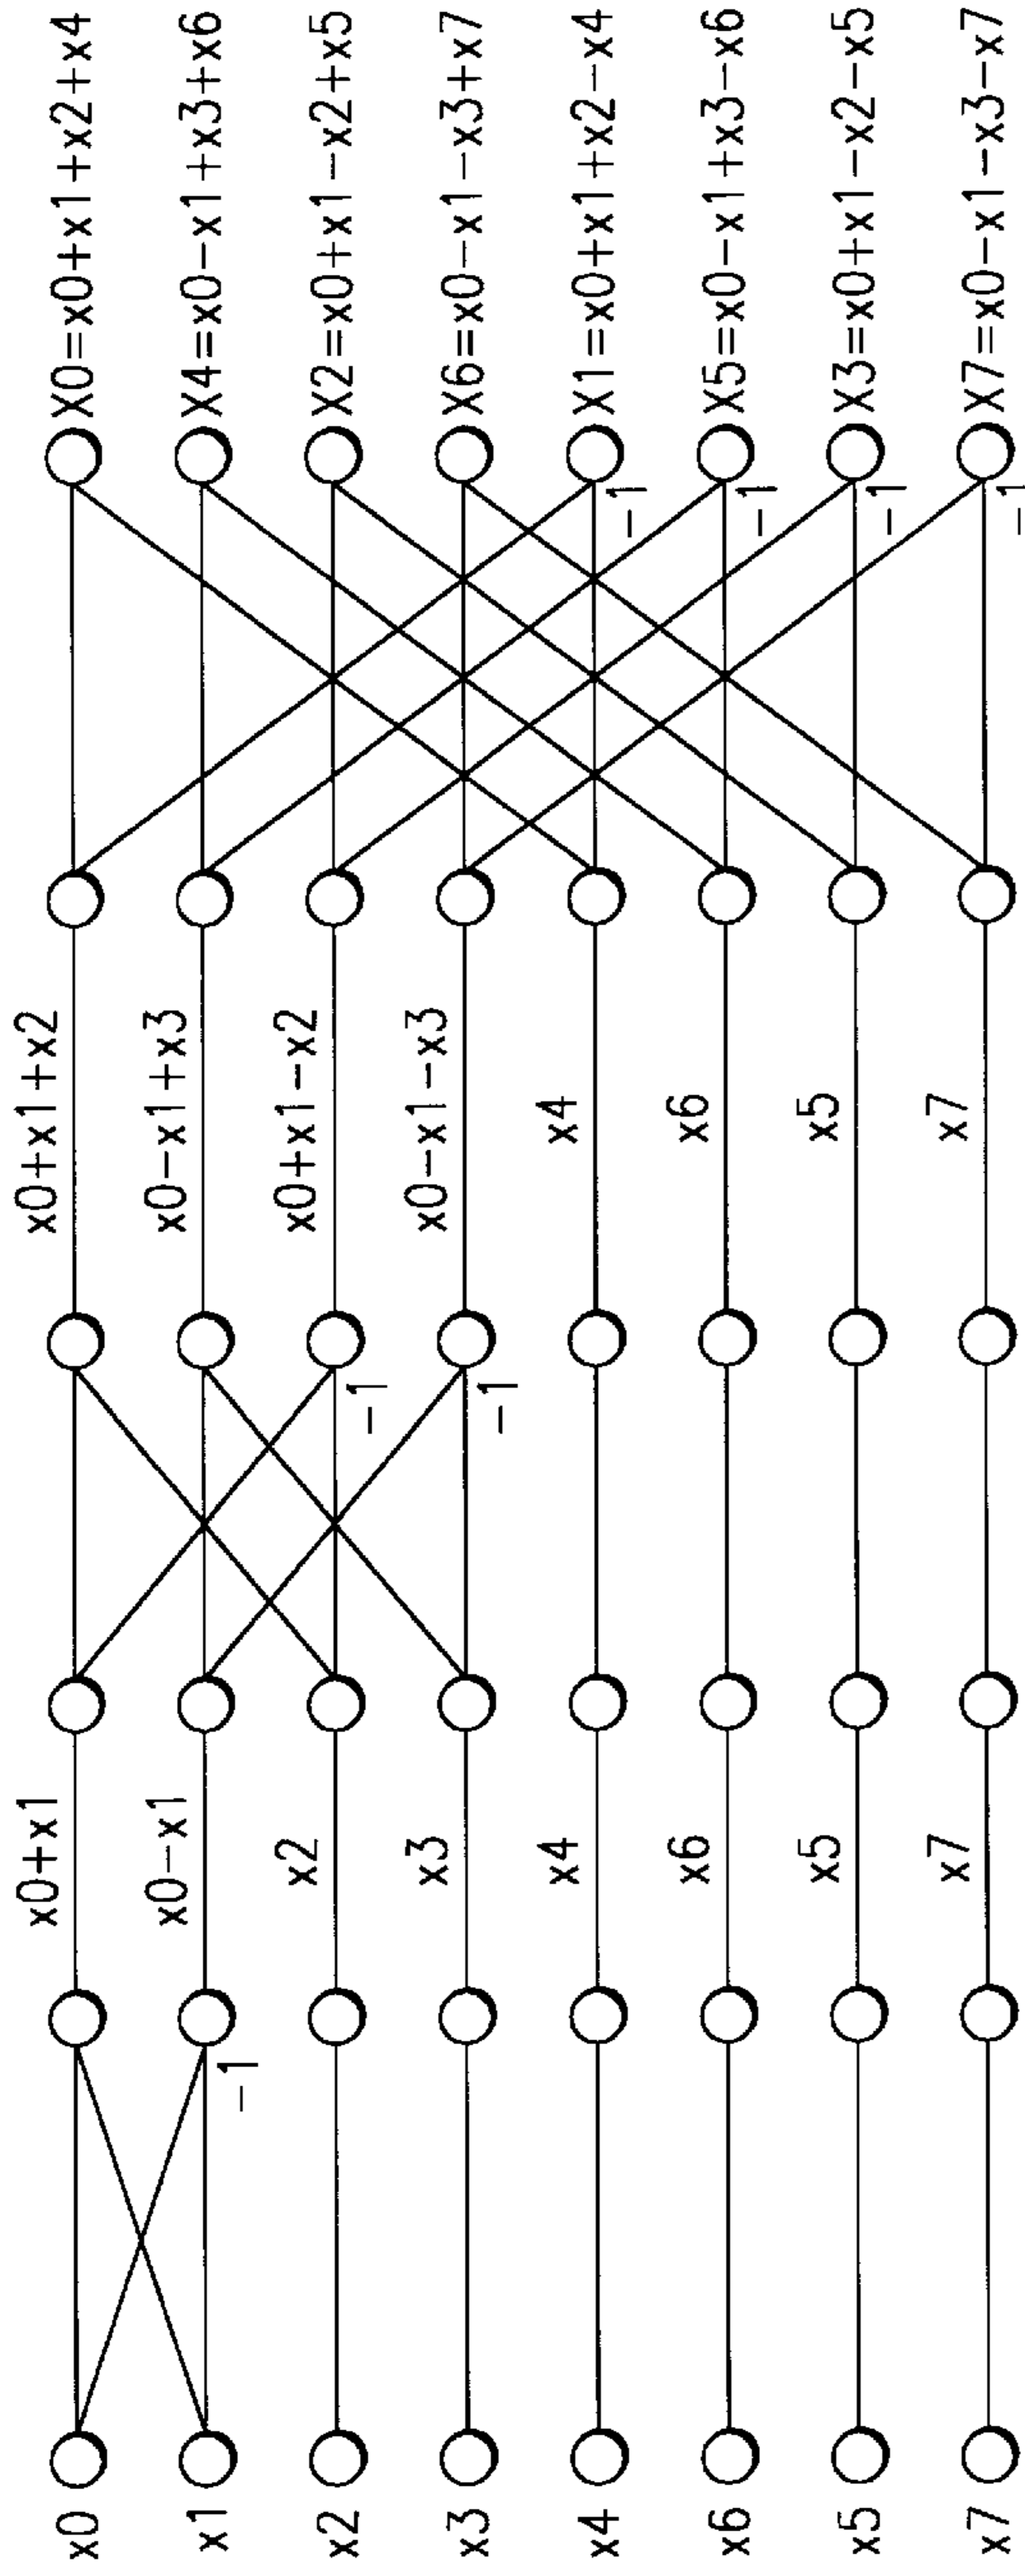 x0
x1
x2
x3
x4
x6
x5
x7
-1
x0+x1
x0-x1
x2
x3
x4
x6
x5
x7
-1
-1
x0+x1+x2
x0-x1+x3
x0+x1-x2
x0-x1-x3
x4
x6
x5
x7
-1
-1
-1
-1
X0=x0+x1+x2+x4
X4=x0-x1+x3+x6
X2=x0+x1-x2+x5
X6=x0-x1-x3+x7
X1=x0+x1+x2-x4
X5=x0-x1+x3-x6
X3=x0+x1-x2-x5
X7=x0-x1-x3-x7